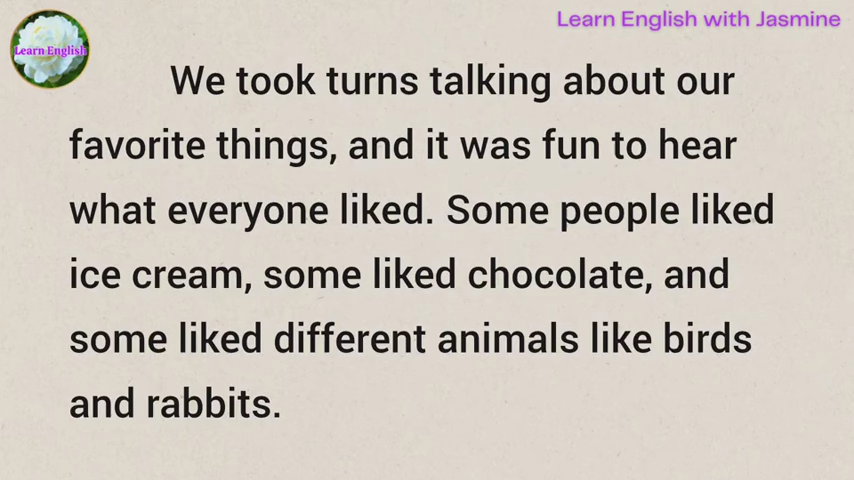 Learn English with Jasmine
Learn English
We took turns talking about our
favorite things, and it was fun to hear
what everyone liked. Some people liked
ice cream, some liked chocolate, and
some liked different animals like birds
and rabbits.